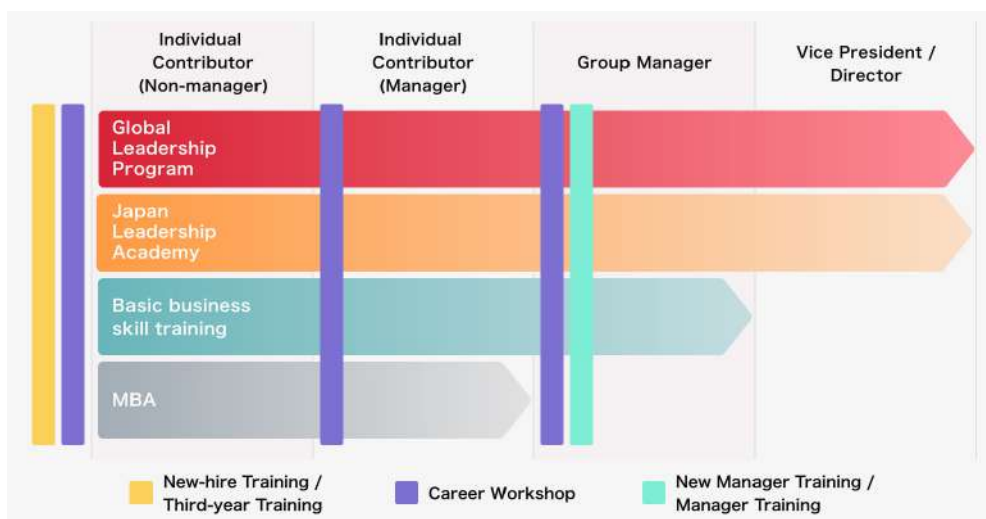 Individual
Contributor
(Non-manager)
Individual
Contributor
(Manager)
Group Manager
Vice President /
Director
Global
Leadership
Program
Japan
Leadership
Academy
Basic business
skill training
MBA
New-hire Training /
Third-year Training
Career Workshop
New Manager Training /
Manager Training